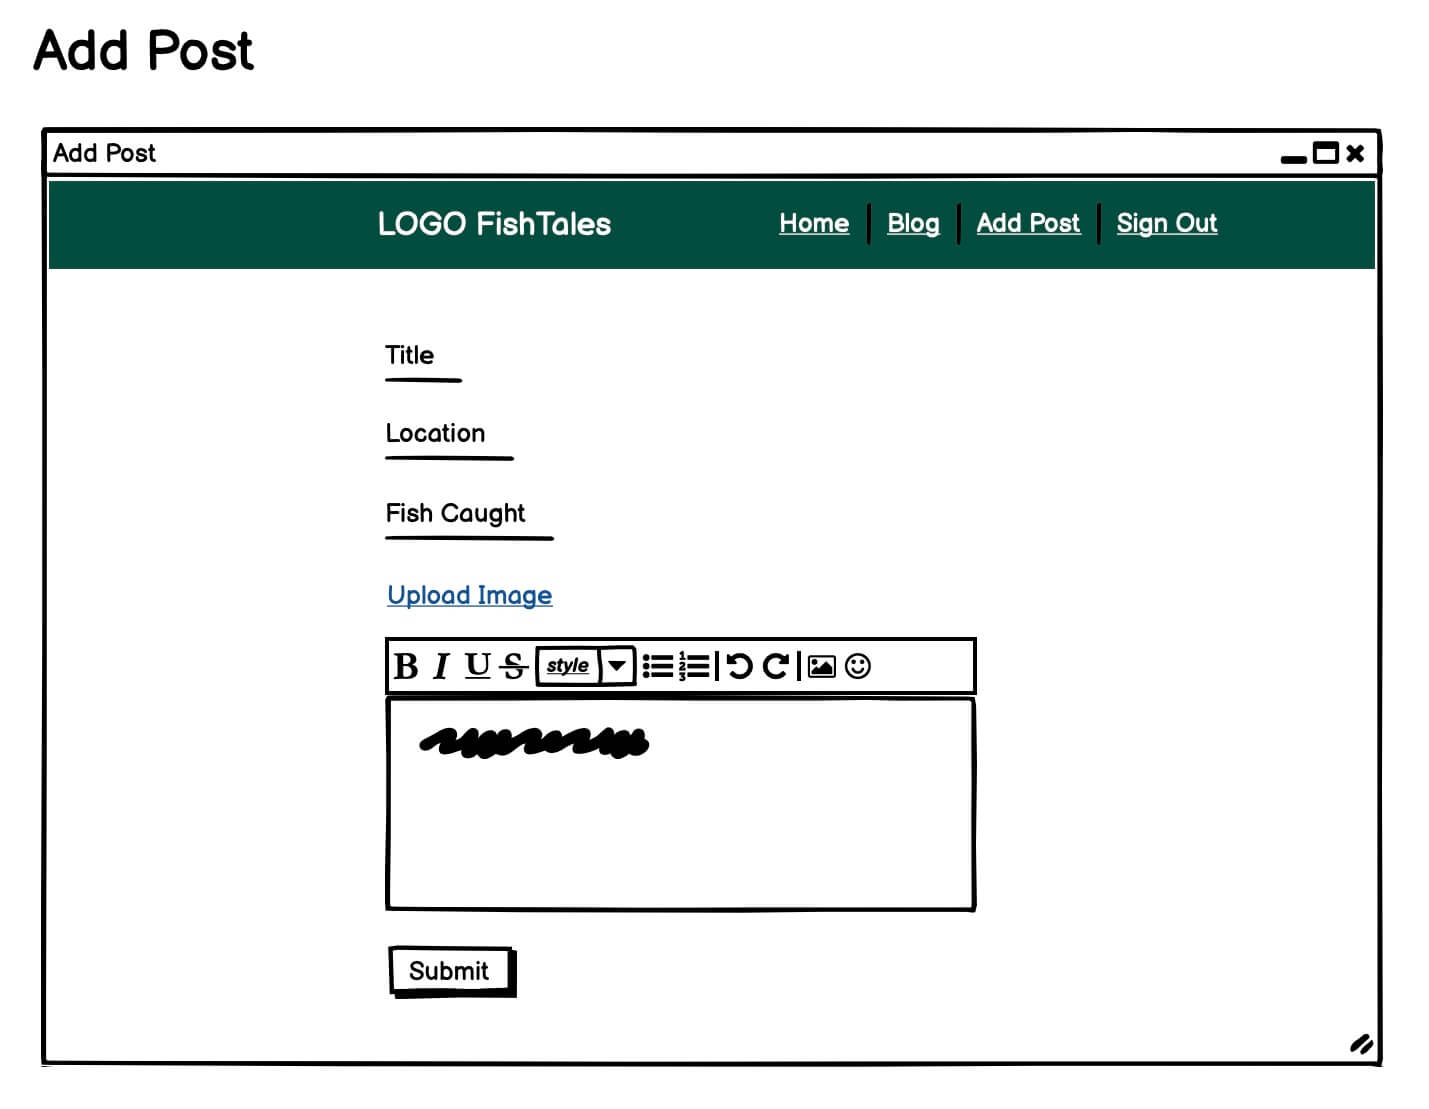 Add Post
Add Post
LOGO FishTales Home Blog Add Post Sign Out
Title
Location
Fish Caught
Upload Image
B I U S style
Submit